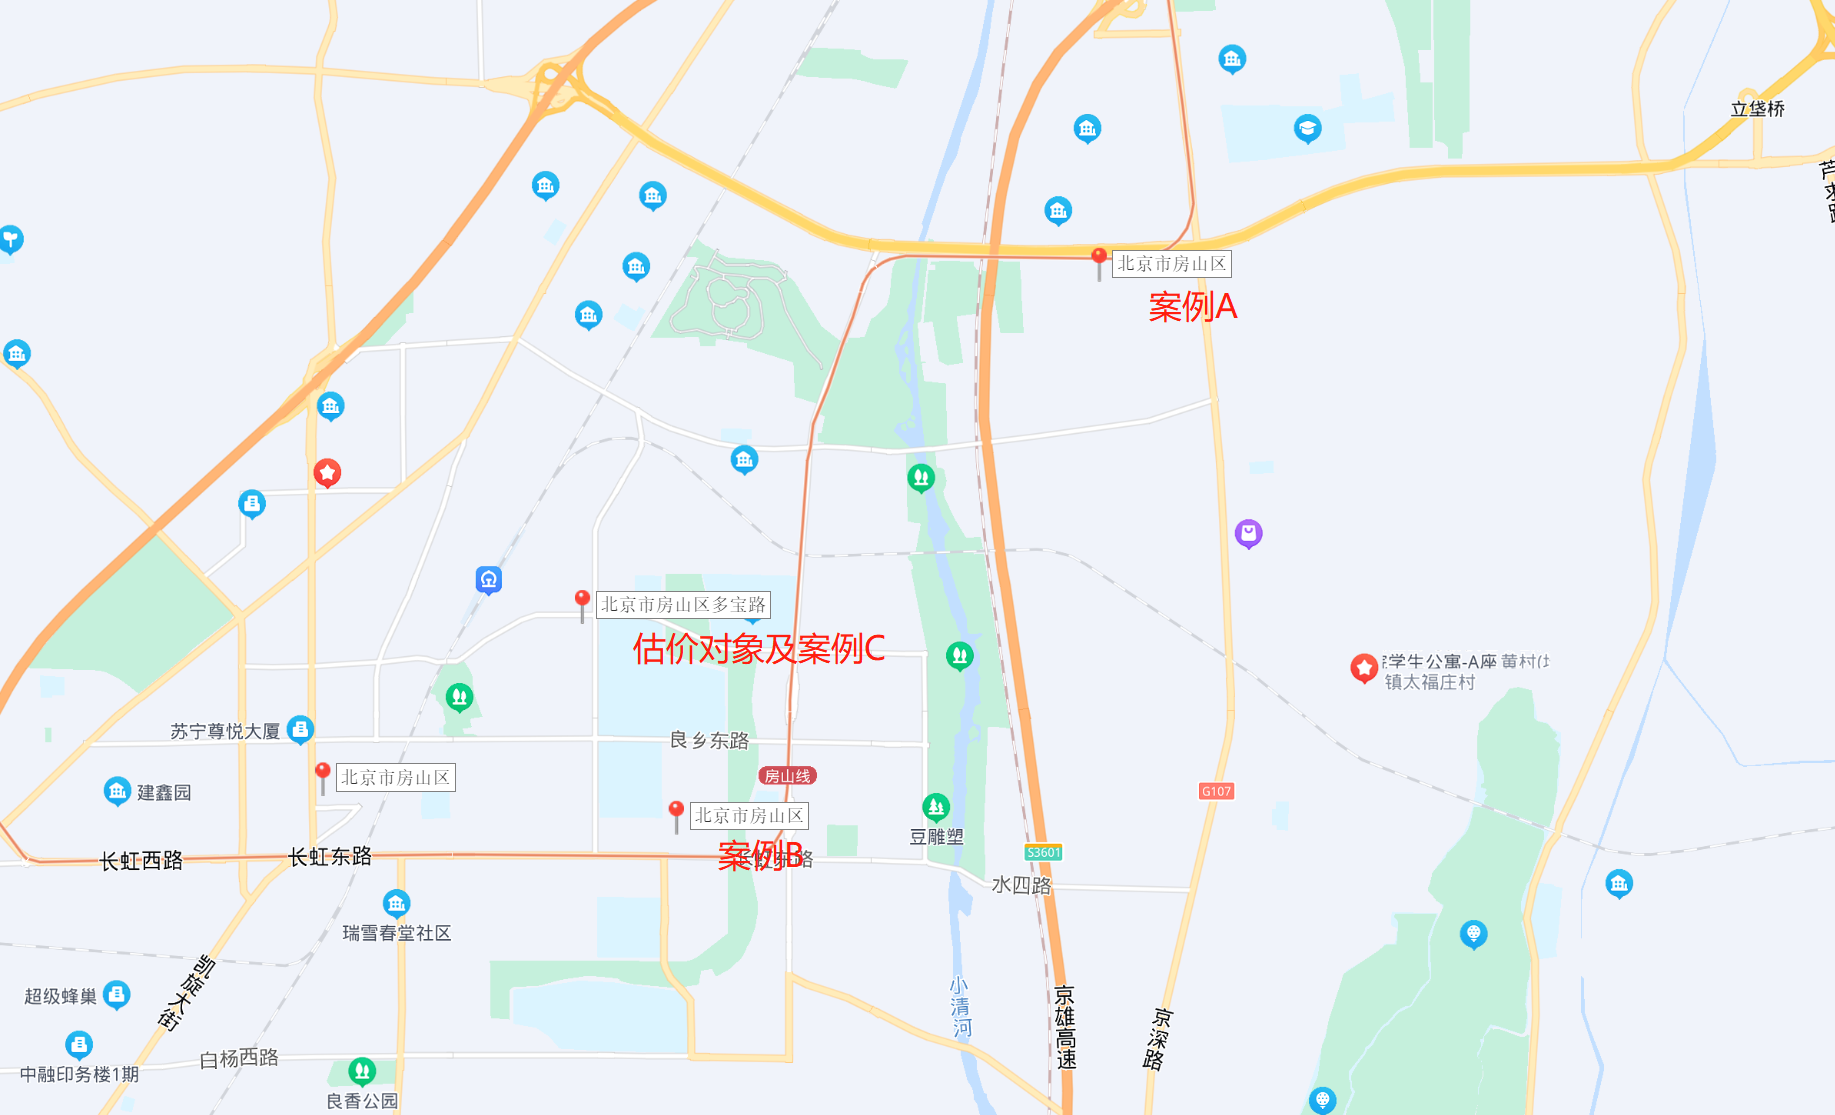 立垡桥
北京市房山区
案例A
北京市房山区多宝路
估价对象及案例C
学生公寓-A座 黄村
镇太福庄村
苏宁尊悦大厦
良乡东路
北京市房山区
房山线
建鑫园
G107
北京市房山区
豆雕塑
案例B
长虹东路
长虹西路
长虹东路
S3601
水四路
瑞雪春堂社区
凯旋大街
超级蜂巢
小清河
京雄高速
京深路
中融印务楼1期
白杨西路
良香公园